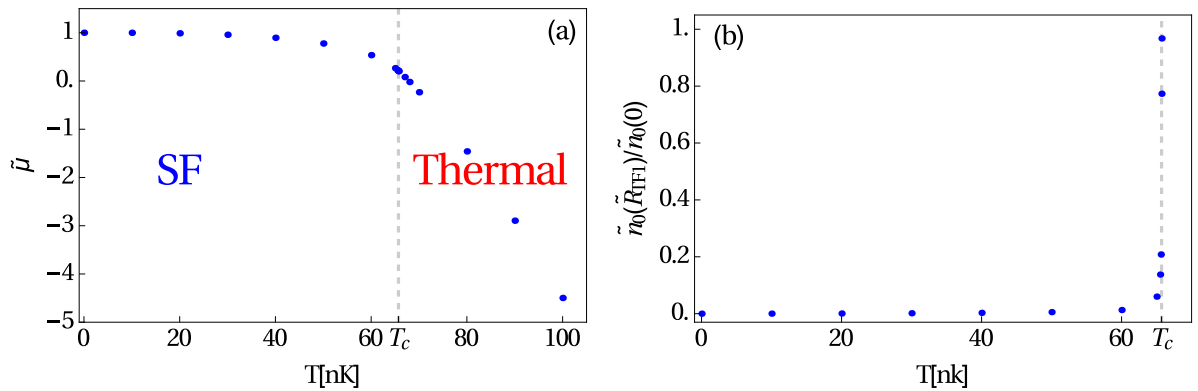 (a)
1
0.
−1
−2
−3
−4
−5
μ̃
SF
Thermal
0 20 40 60 T_c 80 100
T[nK]
(b)
1.
0.8
0.6
0.4
0.2
0.
ñ₀(R̃_TF1)/ñ₀(0)
0 20 40 60 T_c
T[nk]